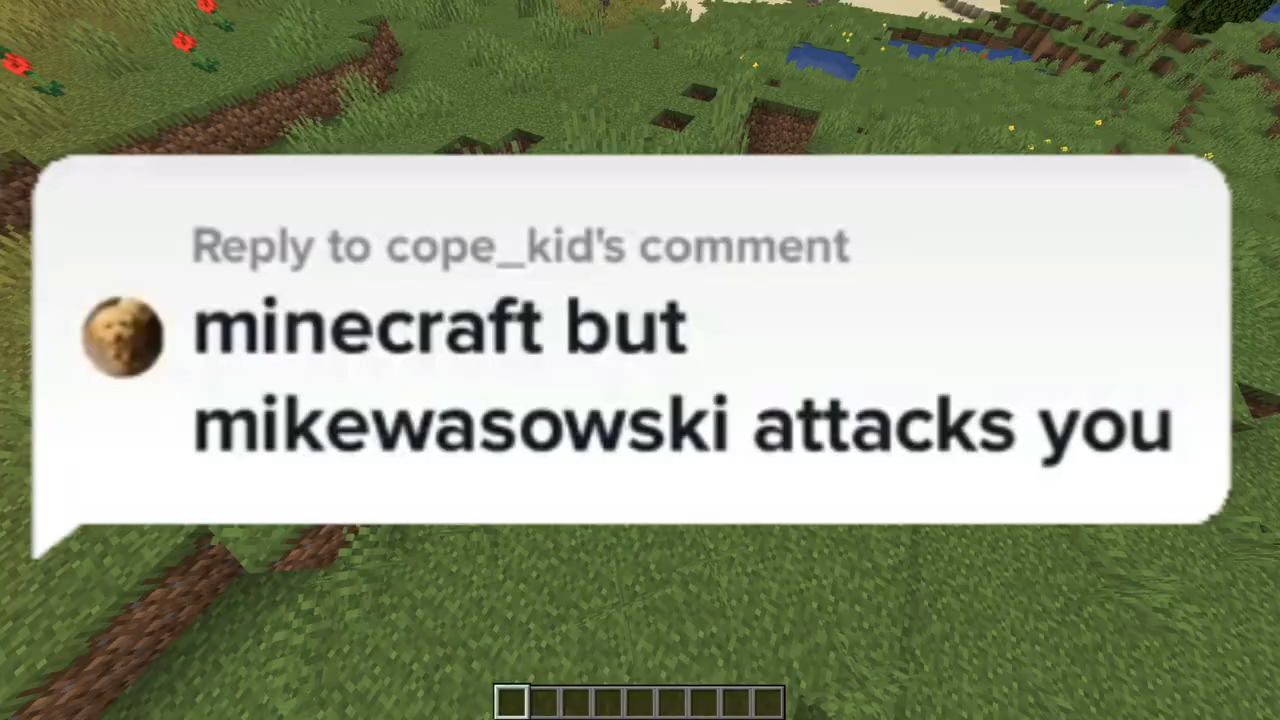 Reply to cope_kid's comment
minecraft but
mikewasowski attacks you